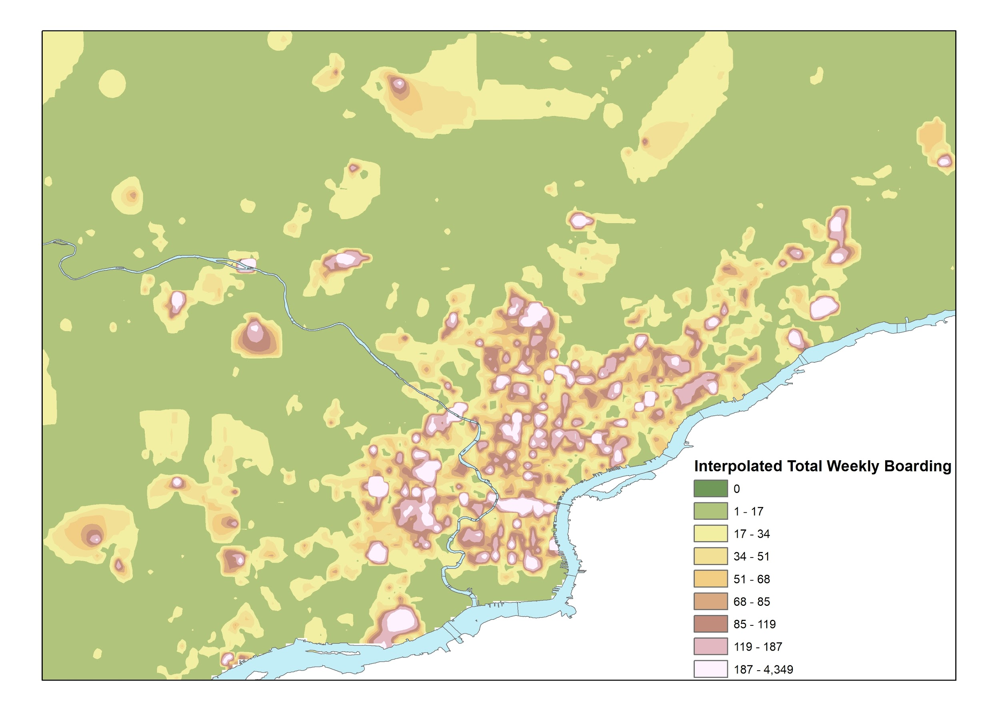 Interpolated Total Weekly Boarding
0
1 - 17
17 - 34
34 - 51
51 - 68
68 - 85
85 - 119
119 - 187
187 - 4,349